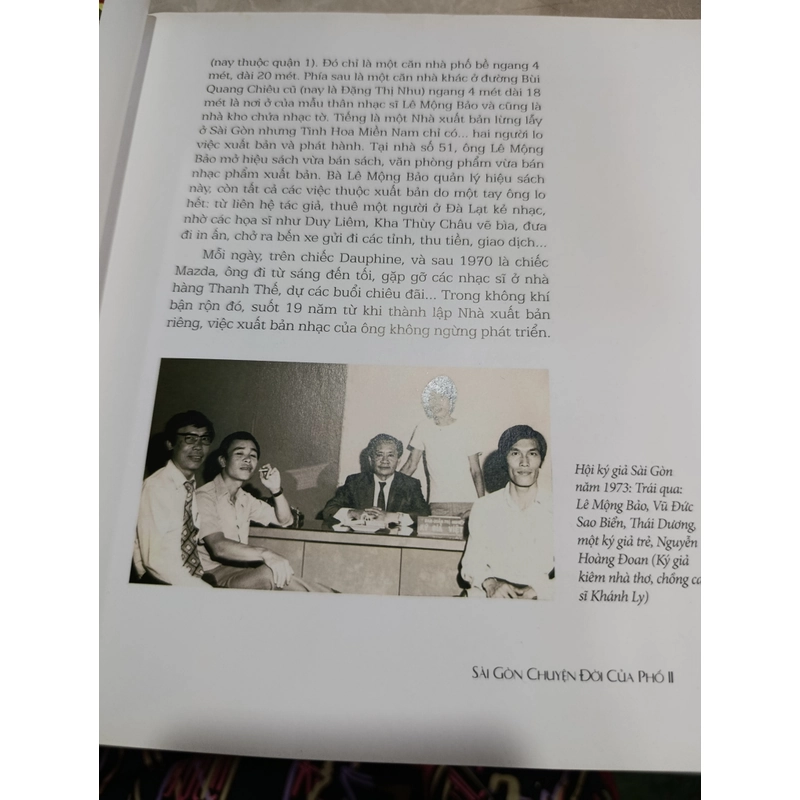 (nay thuộc quận 1). Đó chỉ là một căn nhà phố bề ngang 4
mét, dài 20 mét. Phía sau là một căn nhà khác ở đường Bùi
Quang Chiêu cũ (nay là Đặng Thị Nhu) ngang 4 mét dài 18
mét là nơi ở của mẫu thân nhạc sĩ Lê Mộng Bảo và cũng là
nhà kho chứa nhạc tờ. Tiếng là một Nhà xuất bản lừng lẫy
ở Sài Gòn nhưng Tinh Hoa Miền Nam chỉ có... hai người lo
việc xuất bản và phát hành. Tại nhà số 51, ông Lê Mộng
Bảo mở hiệu sách vừa bán sách, văn phòng phẩm vừa bán
nhạc phẩm xuất bản. Bà Lê Mộng Bảo quản lý hiệu sách
này, còn tất cả các việc thuộc xuất bản do một tay ông lo
hết: từ liên hệ tác giả, thuê một người ở Đà Lạt kẻ nhạc,
nhờ các họa sĩ như Duy Liêm, Kha Thùy Châu vẽ bìa, đưa
đi in ấn, chở ra bến xe gửi đi các tỉnh, thu tiền, giao dịch...
Mỗi ngày, trên chiếc Dauphine, và sau 1970 là chiếc
Mazda, ông đi từ sáng đến tối, gặp gỡ các nhạc sĩ ở nhà
hàng Thanh Thế, dự các buổi chiêu đãi... Trong không khí
bận rộn đó, suốt 19 năm từ khi thành lập Nhà xuất bản
riêng, việc xuất bản nhạc của ông không ngừng phát triển.
Hội ký giả Sài Gòn
năm 1973: Trái qua:
Lê Mộng Bảo, Vũ Đức
Sao Biển, Thái Dương,
một ký giả trẻ, Nguyễn
Hoàng Đoan (Ký giả
kiêm nhà thơ, chồng ca
sĩ Khánh Ly)
SÀI GÒN CHUYỆN ĐỜI CỦA PHỐ II